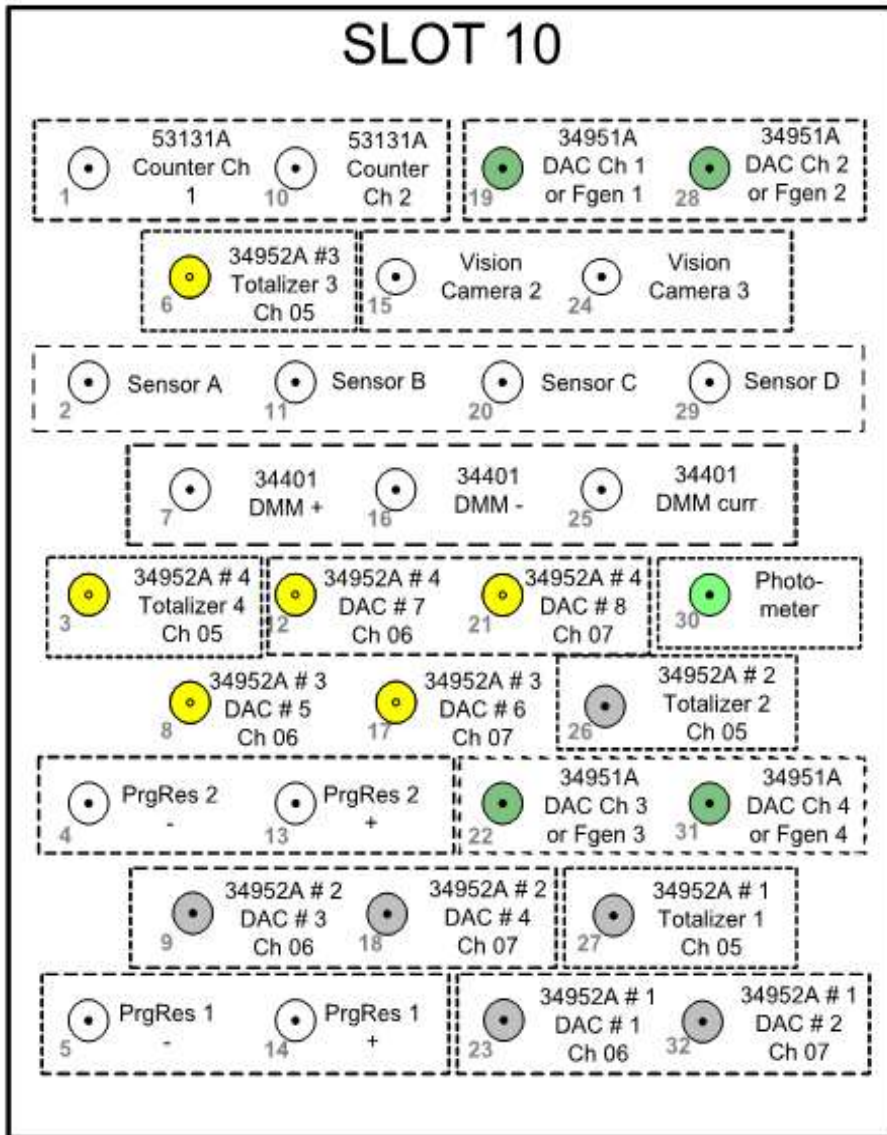 SLOT 10
53131A
Counter Ch
1
1
53131A
Counter
Ch 2
10
34951A
DAC Ch 1
or Fgen 1
19
34951A
DAC Ch 2
or Fgen 2
28
34952A #3
Totalizer 3
Ch 05
6
Vision
Camera 2
15
Vision
Camera 3
24
Sensor A
2
Sensor B
11
Sensor C
20
Sensor D
29
34401
DMM +
7
34401
DMM -
16
34401
DMM curr
25
34952A # 4
Totalizer 4
Ch 05
3
34952A # 4
DAC # 7
Ch 06
12
34952A # 4
DAC # 8
Ch 07
21
Photo-
meter
30
34952A # 3
DAC # 5
Ch 06
8
34952A # 3
DAC # 6
Ch 07
17
34952A # 2
Totalizer 2
Ch 05
26
PrgRes 2
-
4
PrgRes 2
+
13
34951A
DAC Ch 3
or Fgen 3
22
34951A
DAC Ch 4
or Fgen 4
31
34952A # 2
DAC # 3
Ch 06
9
34952A # 2
DAC # 4
Ch 07
18
34952A # 1
Totalizer 1
Ch 05
27
PrgRes 1
-
5
PrgRes 1
+
14
34952A # 1
DAC # 1
Ch 06
23
34952A # 1
DAC # 2
Ch 07
32